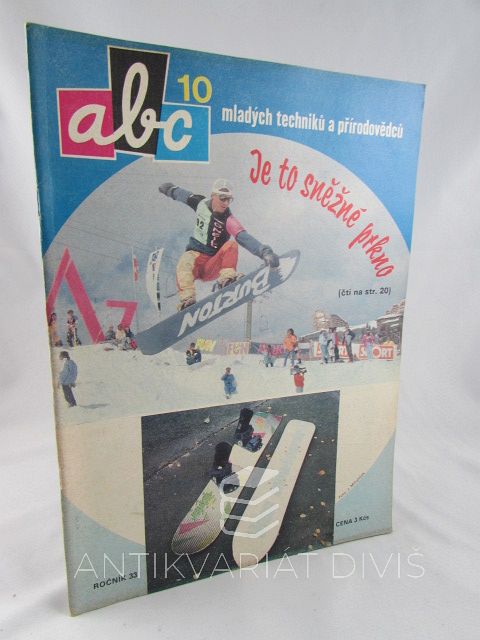 abc
10
mladých techniků a přírodovědců
Je to sněžné prkno
(čti na str. 20)
BURTON
SPORT
CENA 3 Kčs
ROČNÍK 33
ANTIKVARIÁT DIVIŠ